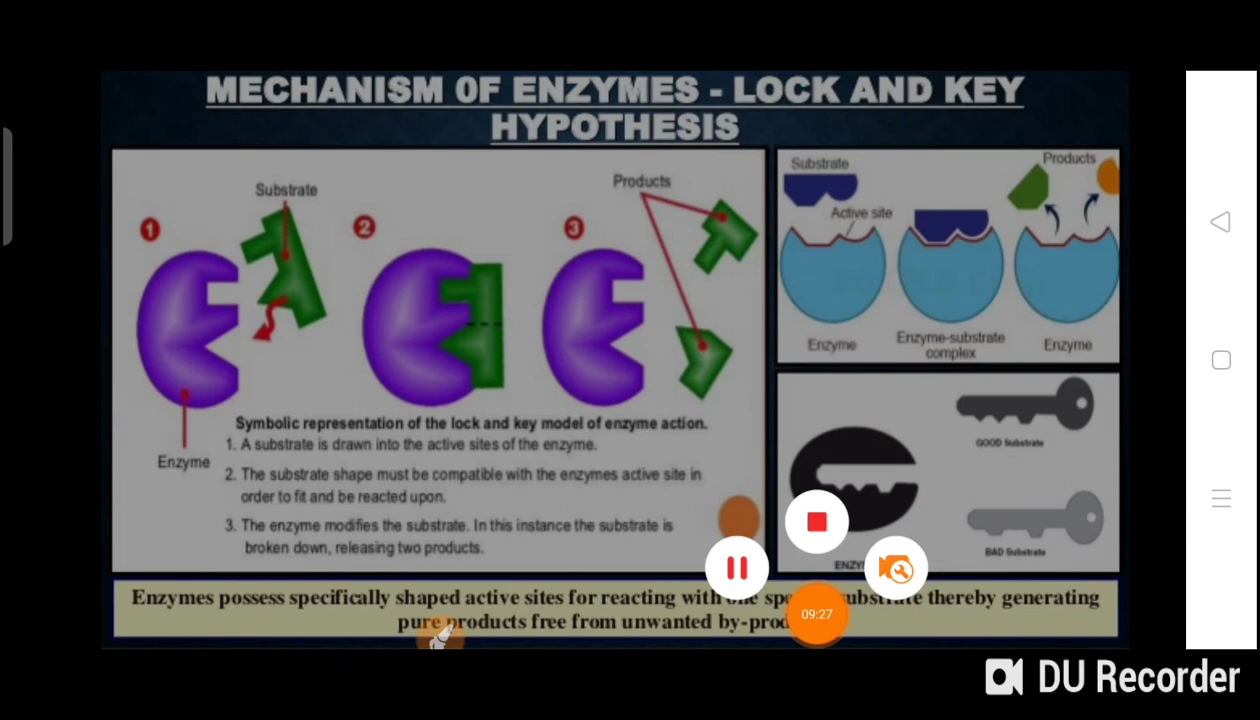 MECHANISM 0F ENZYMES - LOCK AND KEY
HYPOTHESIS
Substrate
Products
1
2
3
Enzyme
Symbolic representation of the lock and key model of enzyme action.
1. A substrate is drawn into the active sites of the enzyme.
2. The substrate shape must be compatible with the enzymes active site in
order to fit and be reacted upon.
3. The enzyme modifies the substrate. In this instance the substrate is
broken down, releasing two products.
Substrate
Products
Active site
Enzyme
Enzyme-substrate
complex
Enzyme
GOOD Substrate
BAD Substrate
Enzymes possess specifically shaped active sites for reacting with one substrate thereby generating
pure products free from unwanted
09:27
DU Recorder